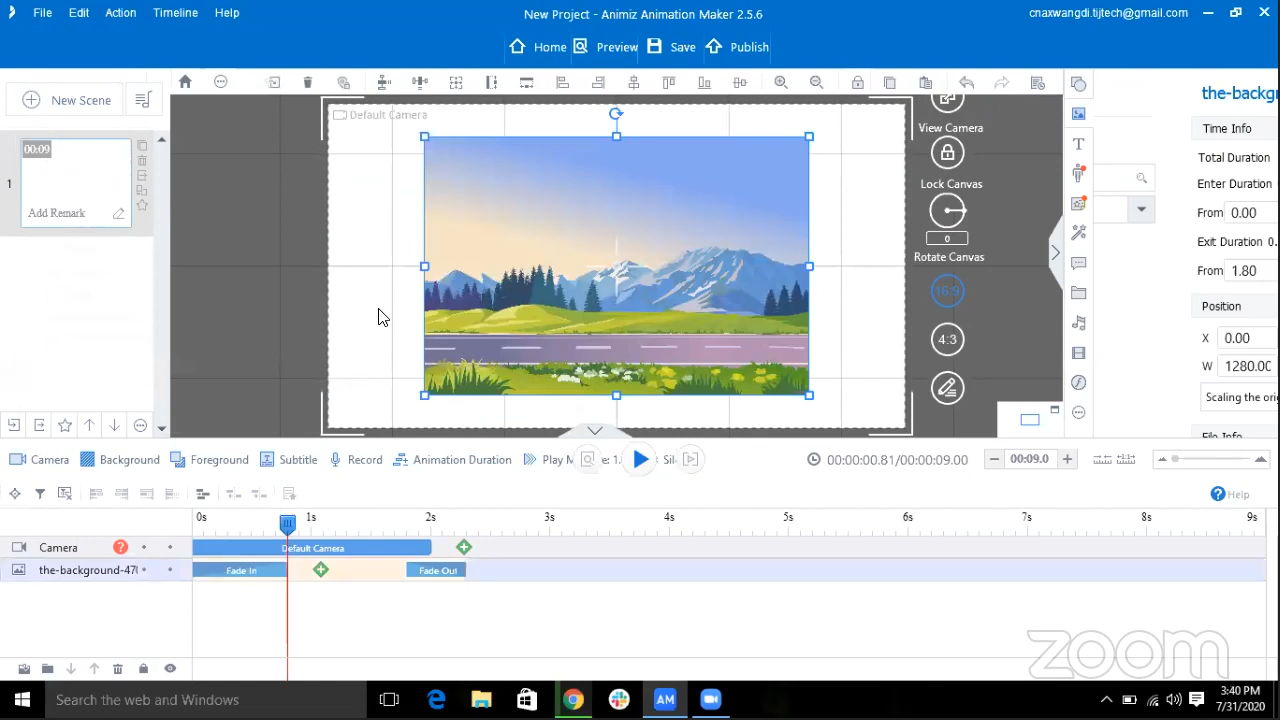 File Edit Action Timeline Help
New Project - Animiz Animation Maker 2.5.6
cnaxwangdi.tijtech@gmail.com
Home Preview Save Publish
New Scene
the-backgr
Default Camera
Time Info
View Camera
00:09
Total Duration
Lock Canvas
Enter Duration
1
Add Remark
From 0.00
0
Exit Duration 0.
Rotate Canvas
From 1.80
16:9
Position
X 0.00
4:3
W 1280.00
Scaling the orig
File Info
Camera Background Foreground Subtitle Record Animation Duration Play M e: 1. Sil
00:00:00.81/00:00:09.00
00:09.0
Help
0s 1s 2s 3s 4s 5s 6s 7s 8s 9s
Camera ? Default Camera
the-background-470 Fade In Fade Out
zoom
Search the web and Windows
AM
3:40 PM
7/31/2020